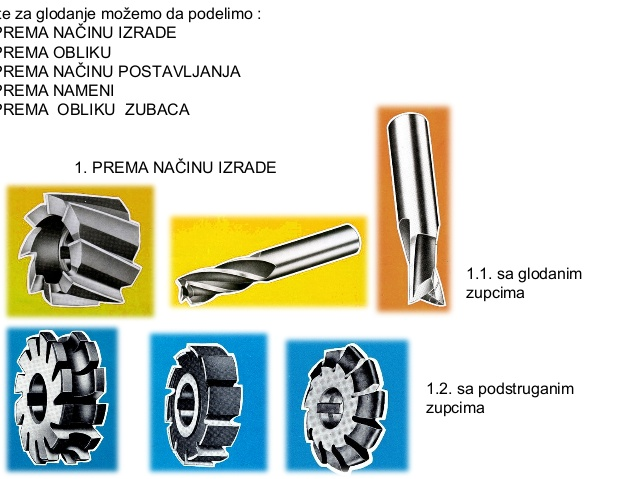 te za glodanje možemo da podelimo :
PREMA NAČINU IZRADE
PREMA OBLIKU
PREMA NAČINU POSTAVLJANJA
PREMA NAMENI
PREMA OBLIKU ZUBACA
1. PREMA NAČINU IZRADE
1.1. sa glodanim
zupcima
1.2. sa podstruganim
zupcima